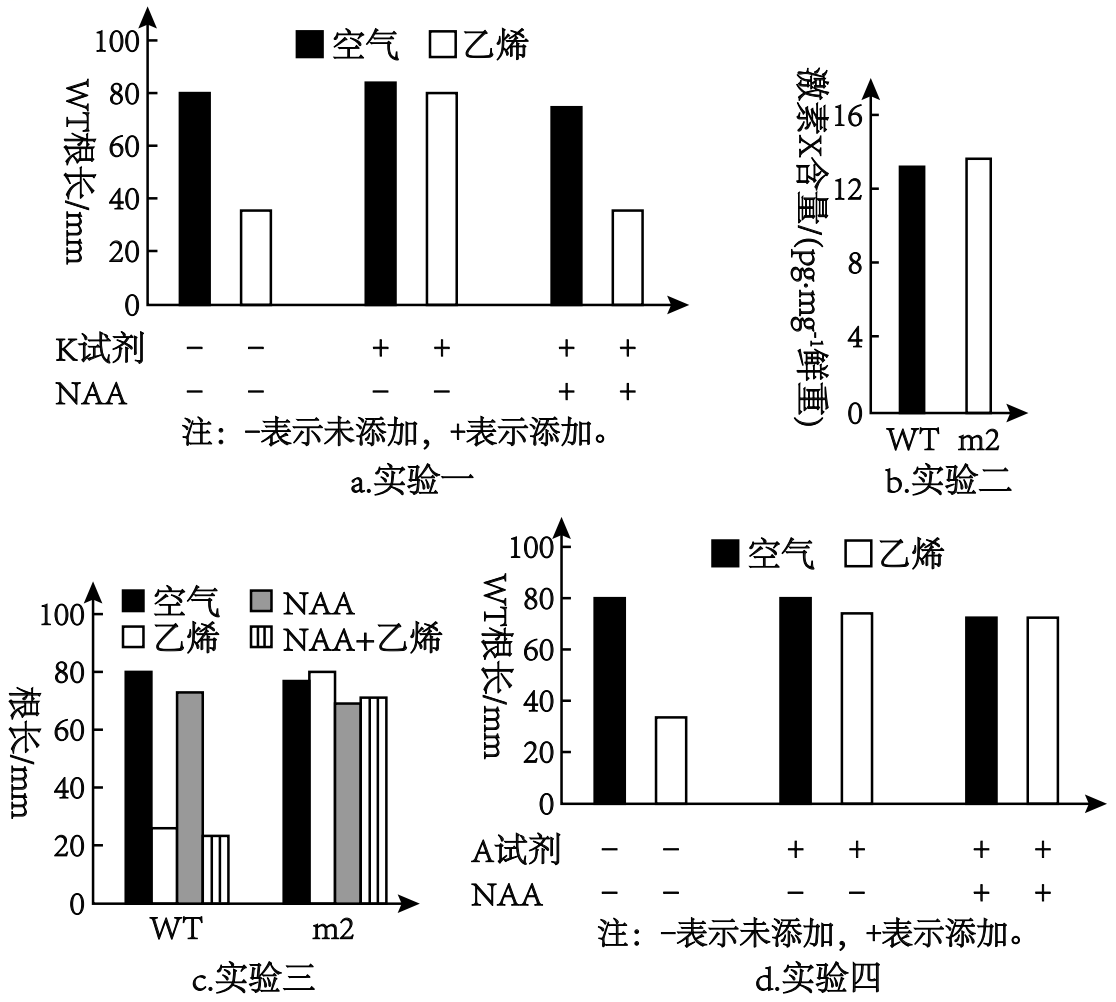 空气 乙烯
WT根长/mm
100
80
60
40
20
0
K试剂 − − + + + +
NAA − − − − + +
注：−表示未添加，+表示添加。
a.实验一
激素X含量/(pg·mg⁻¹鲜重)
16
12
8
4
0
WT m2
b.实验二
空气 NAA
乙烯 NAA+乙烯
根长/mm
100
80
60
40
20
0
WT m2
c.实验三
空气 乙烯
WT根长/mm
100
80
60
40
20
0
A试剂 − − + + + +
NAA − − − − + +
注：−表示未添加，+表示添加。
d.实验四